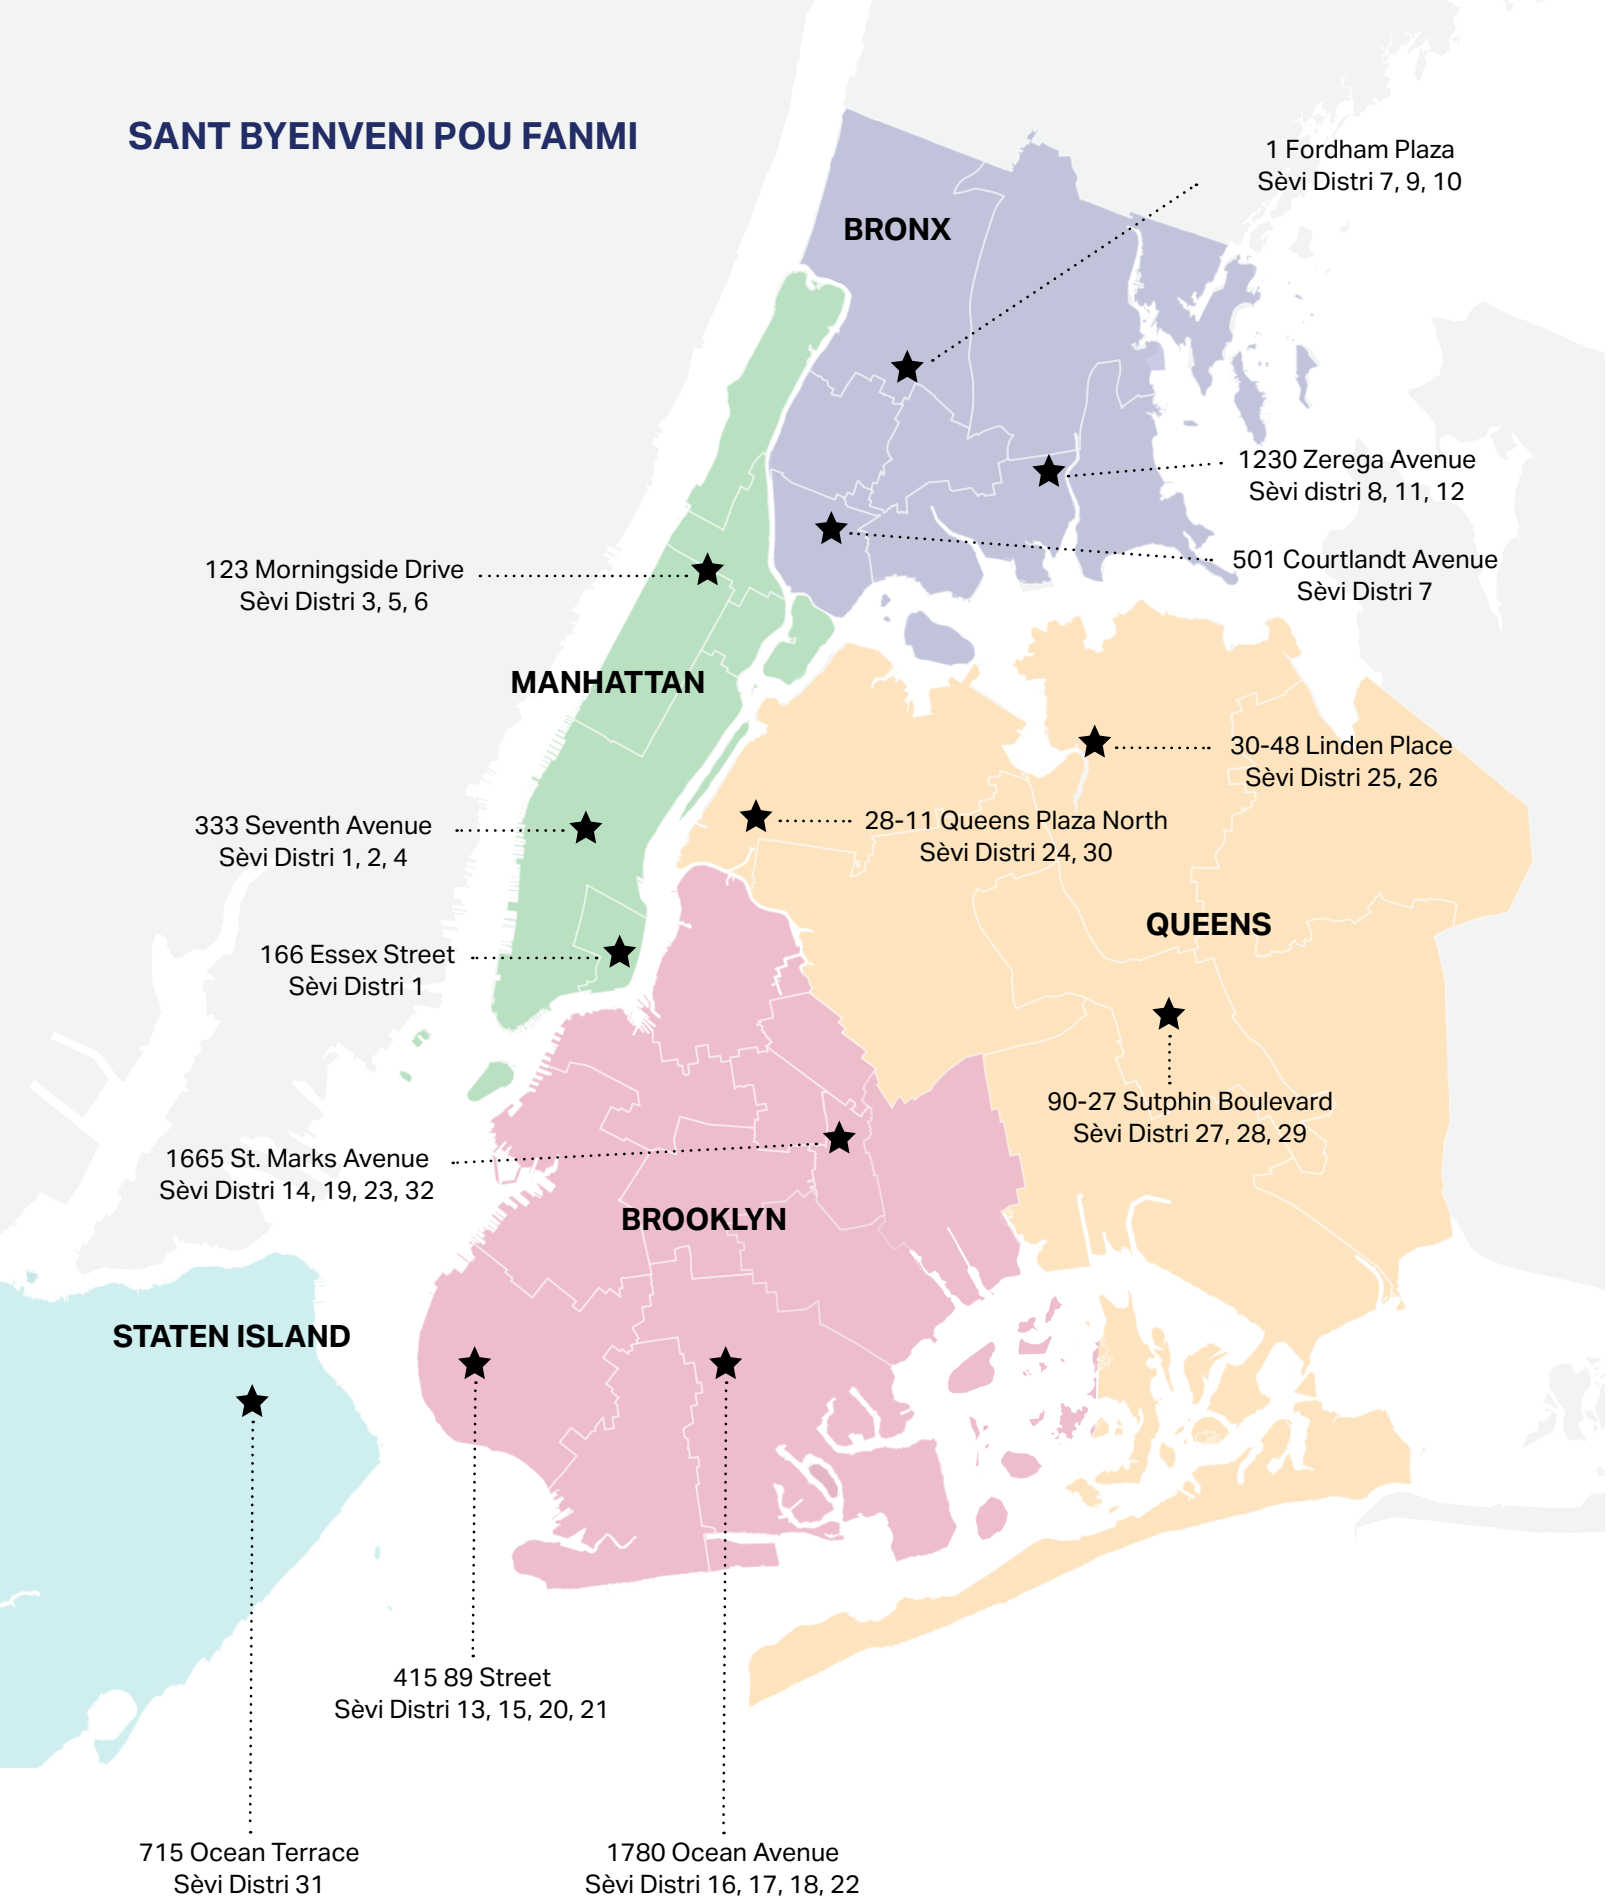 SANT BYENVENI POU FANMI
1 Fordham Plaza
Sèvi Distri 7, 9, 10
BRONX
1230 Zerega Avenue
Sèvi distri 8, 11, 12
501 Courtlandt Avenue
Sèvi Distri 7
123 Morningside Drive
Sèvi Distri 3, 5, 6
MANHATTAN
30-48 Linden Place
Sèvi Distri 25, 26
333 Seventh Avenue
Sèvi Distri 1, 2, 4
28-11 Queens Plaza North
Sèvi Distri 24, 30
QUEENS
166 Essex Street
Sèvi Distri 1
90-27 Sutphin Boulevard
Sèvi Distri 27, 28, 29
1665 St. Marks Avenue
Sèvi Distri 14, 19, 23, 32
BROOKLYN
STATEN ISLAND
415 89 Street
Sèvi Distri 13, 15, 20, 21
715 Ocean Terrace
Sèvi Distri 31
1780 Ocean Avenue
Sèvi Distri 16, 17, 18, 22